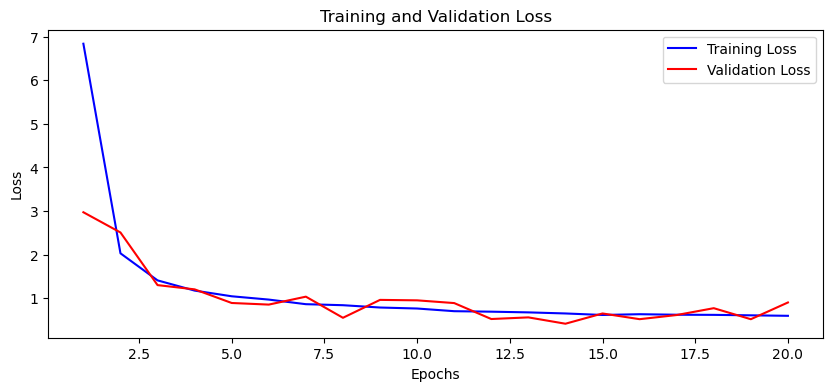 Training and Validation Loss
Training Loss
Validation Loss
Loss
7
6
5
4
3
2
1
2.5 5.0 7.5 10.0 12.5 15.0 17.5 20.0
Epochs